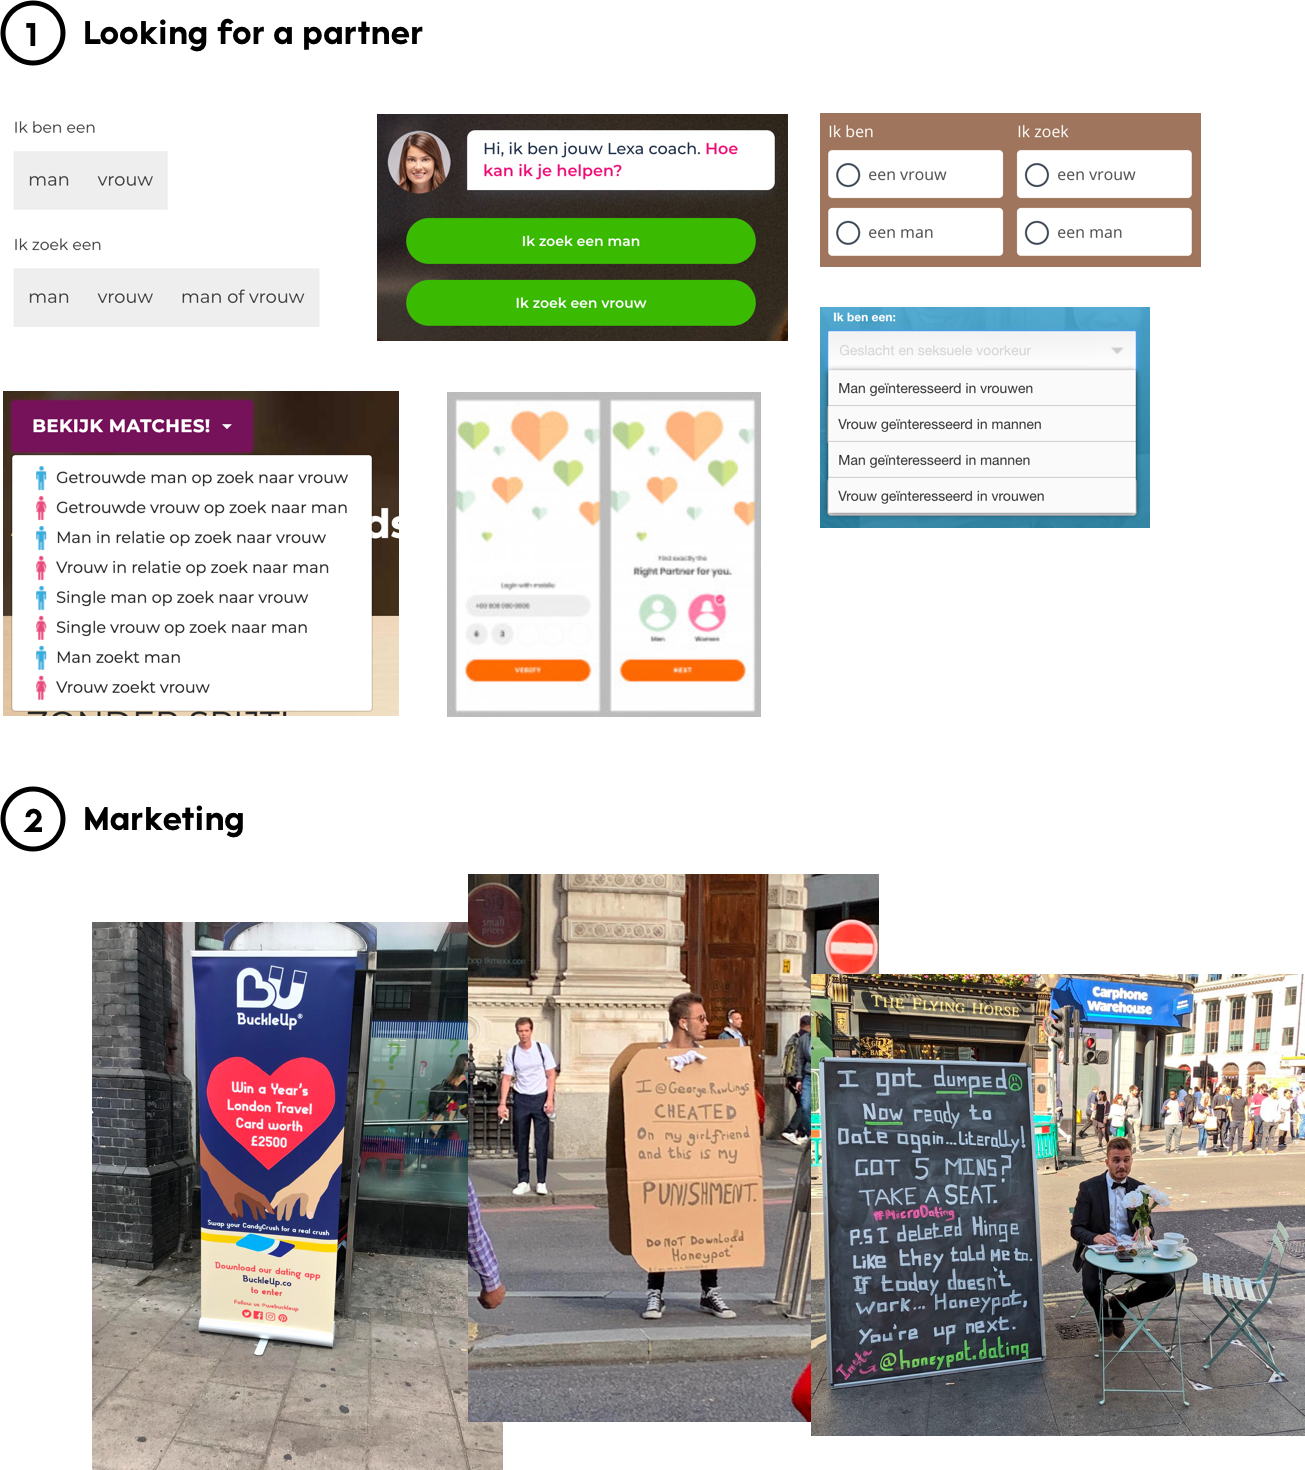 1 Looking for a partner
Ik ben een
man vrouw
Ik zoek een
man vrouw man of vrouw
Hi, ik ben jouw Lexa coach. Hoe
kan ik je helpen?
Ik zoek een man
Ik zoek een vrouw
Ik ben
een vrouw
een man
Ik zoek
een vrouw
een man
Ik ben een:
Geslacht en seksuele voorkeur
Man geïnteresseerd in vrouwen
Vrouw geïnteresseerd in mannen
Man geïnteresseerd in mannen
Vrouw geïnteresseerd in vrouwen
BEKIJK MATCHES!
Getrouwde man op zoek naar vrouw
Getrouwde vrouw op zoek naar man
Man in relatie op zoek naar vrouw
Vrouw in relatie op zoek naar man
Single man op zoek naar vrouw
Single vrouw op zoek naar man
Man zoekt man
Vrouw zoekt vrouw
ds
ZONDER SPIJT!
Login with mobile
6 3
VERIFY
Find exactly the
Right Partner for you.
Men Women
NEXT
2 Marketing
BU
BuckleUp®
Win a Year's
London Travel
Card worth
£2500
Swap your CandyCrush for a real crush
Download our dating app
BuckleUp.co
to enter
Follow us @webuckleup
small
prices
I @George.Rawlings
CHEATED
On my girlfriend
and this is my
PUNISHMENT.
Do NOT Download
Honeypot"
THE FLYING HORSE
Carphone
Warehouse
I got dumped
Now ready to
Date again...Literally!
GOT 5 MINS?
TAKE A SEAT.
#MicroDating
P.S I deleted Hinge
Like they told me to.
If today doesn't
work... Honeypot,
You're up next.
Insta @honeypot.dating